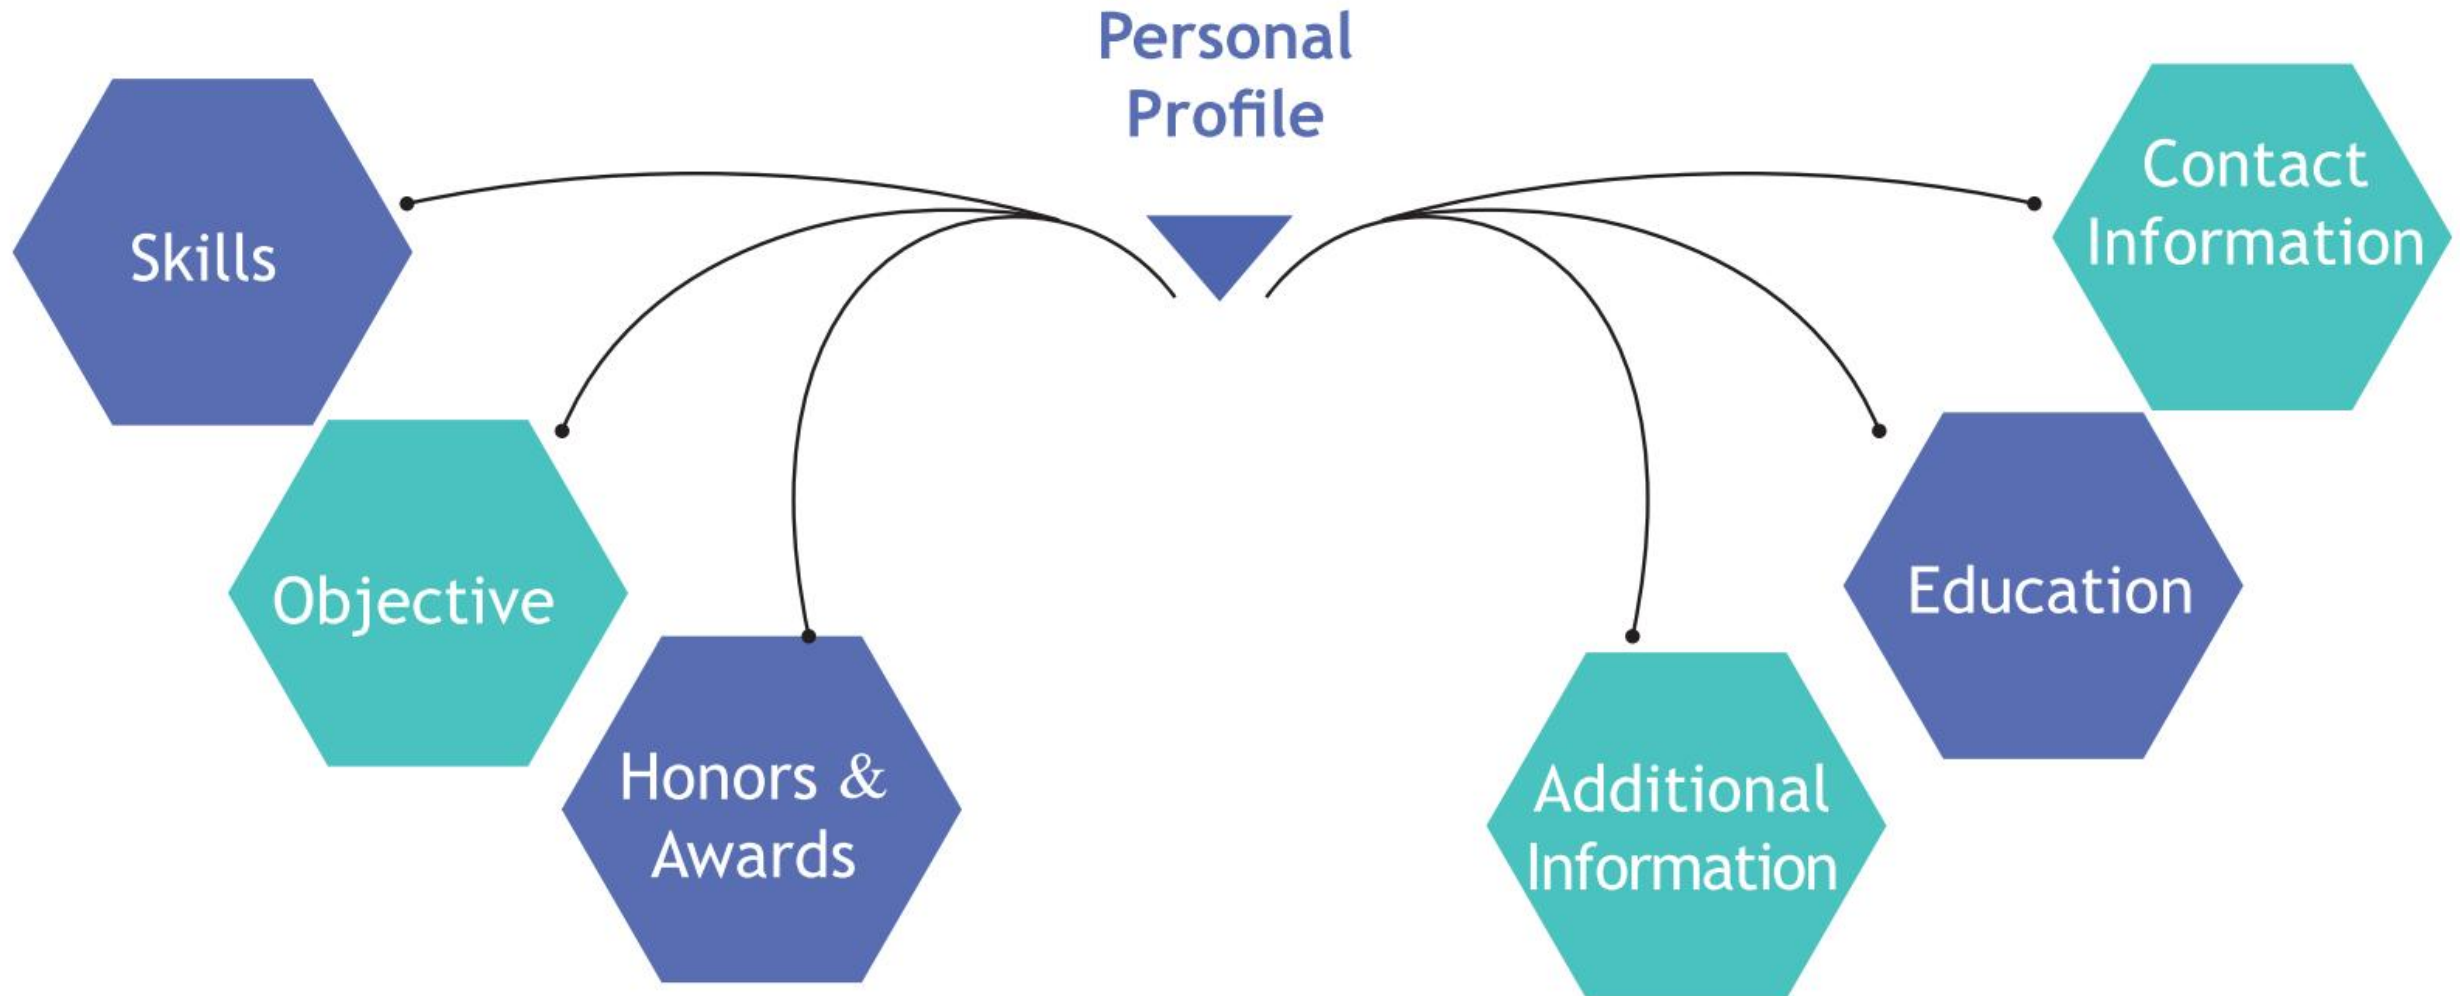 Personal
Profile
Skills
Objective
Honors &
Awards
Contact
Information
Education
Additional
Information